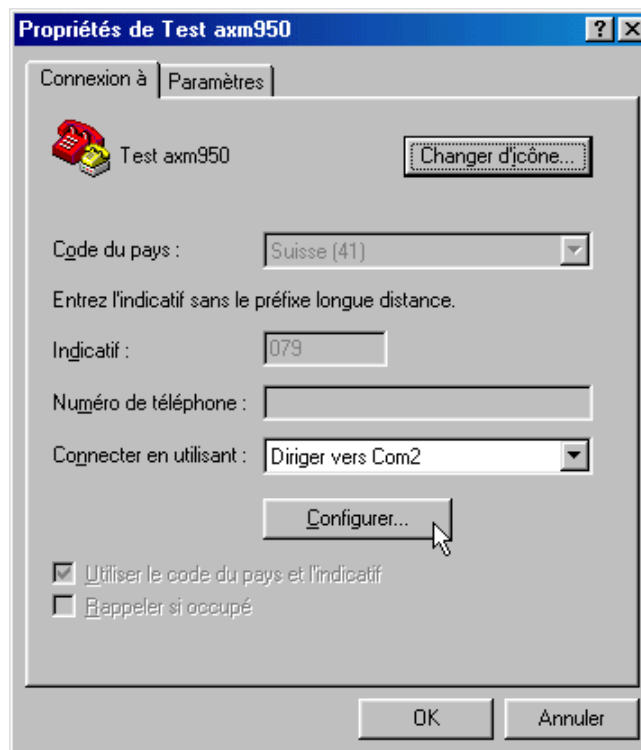 Propriétés de Test axm950
Connexion à Paramètres
Test axm950 Changer d'icône...
Code du pays : Suisse (41)
Entrez l'indicatif sans le préfixe longue distance.
Indicatif : 079
Numéro de téléphone :
Connecter en utilisant : Diriger vers Com2
Configurer...
Utiliser le code du pays et l'indicatif
Rappeler si occupé
OK Annuler